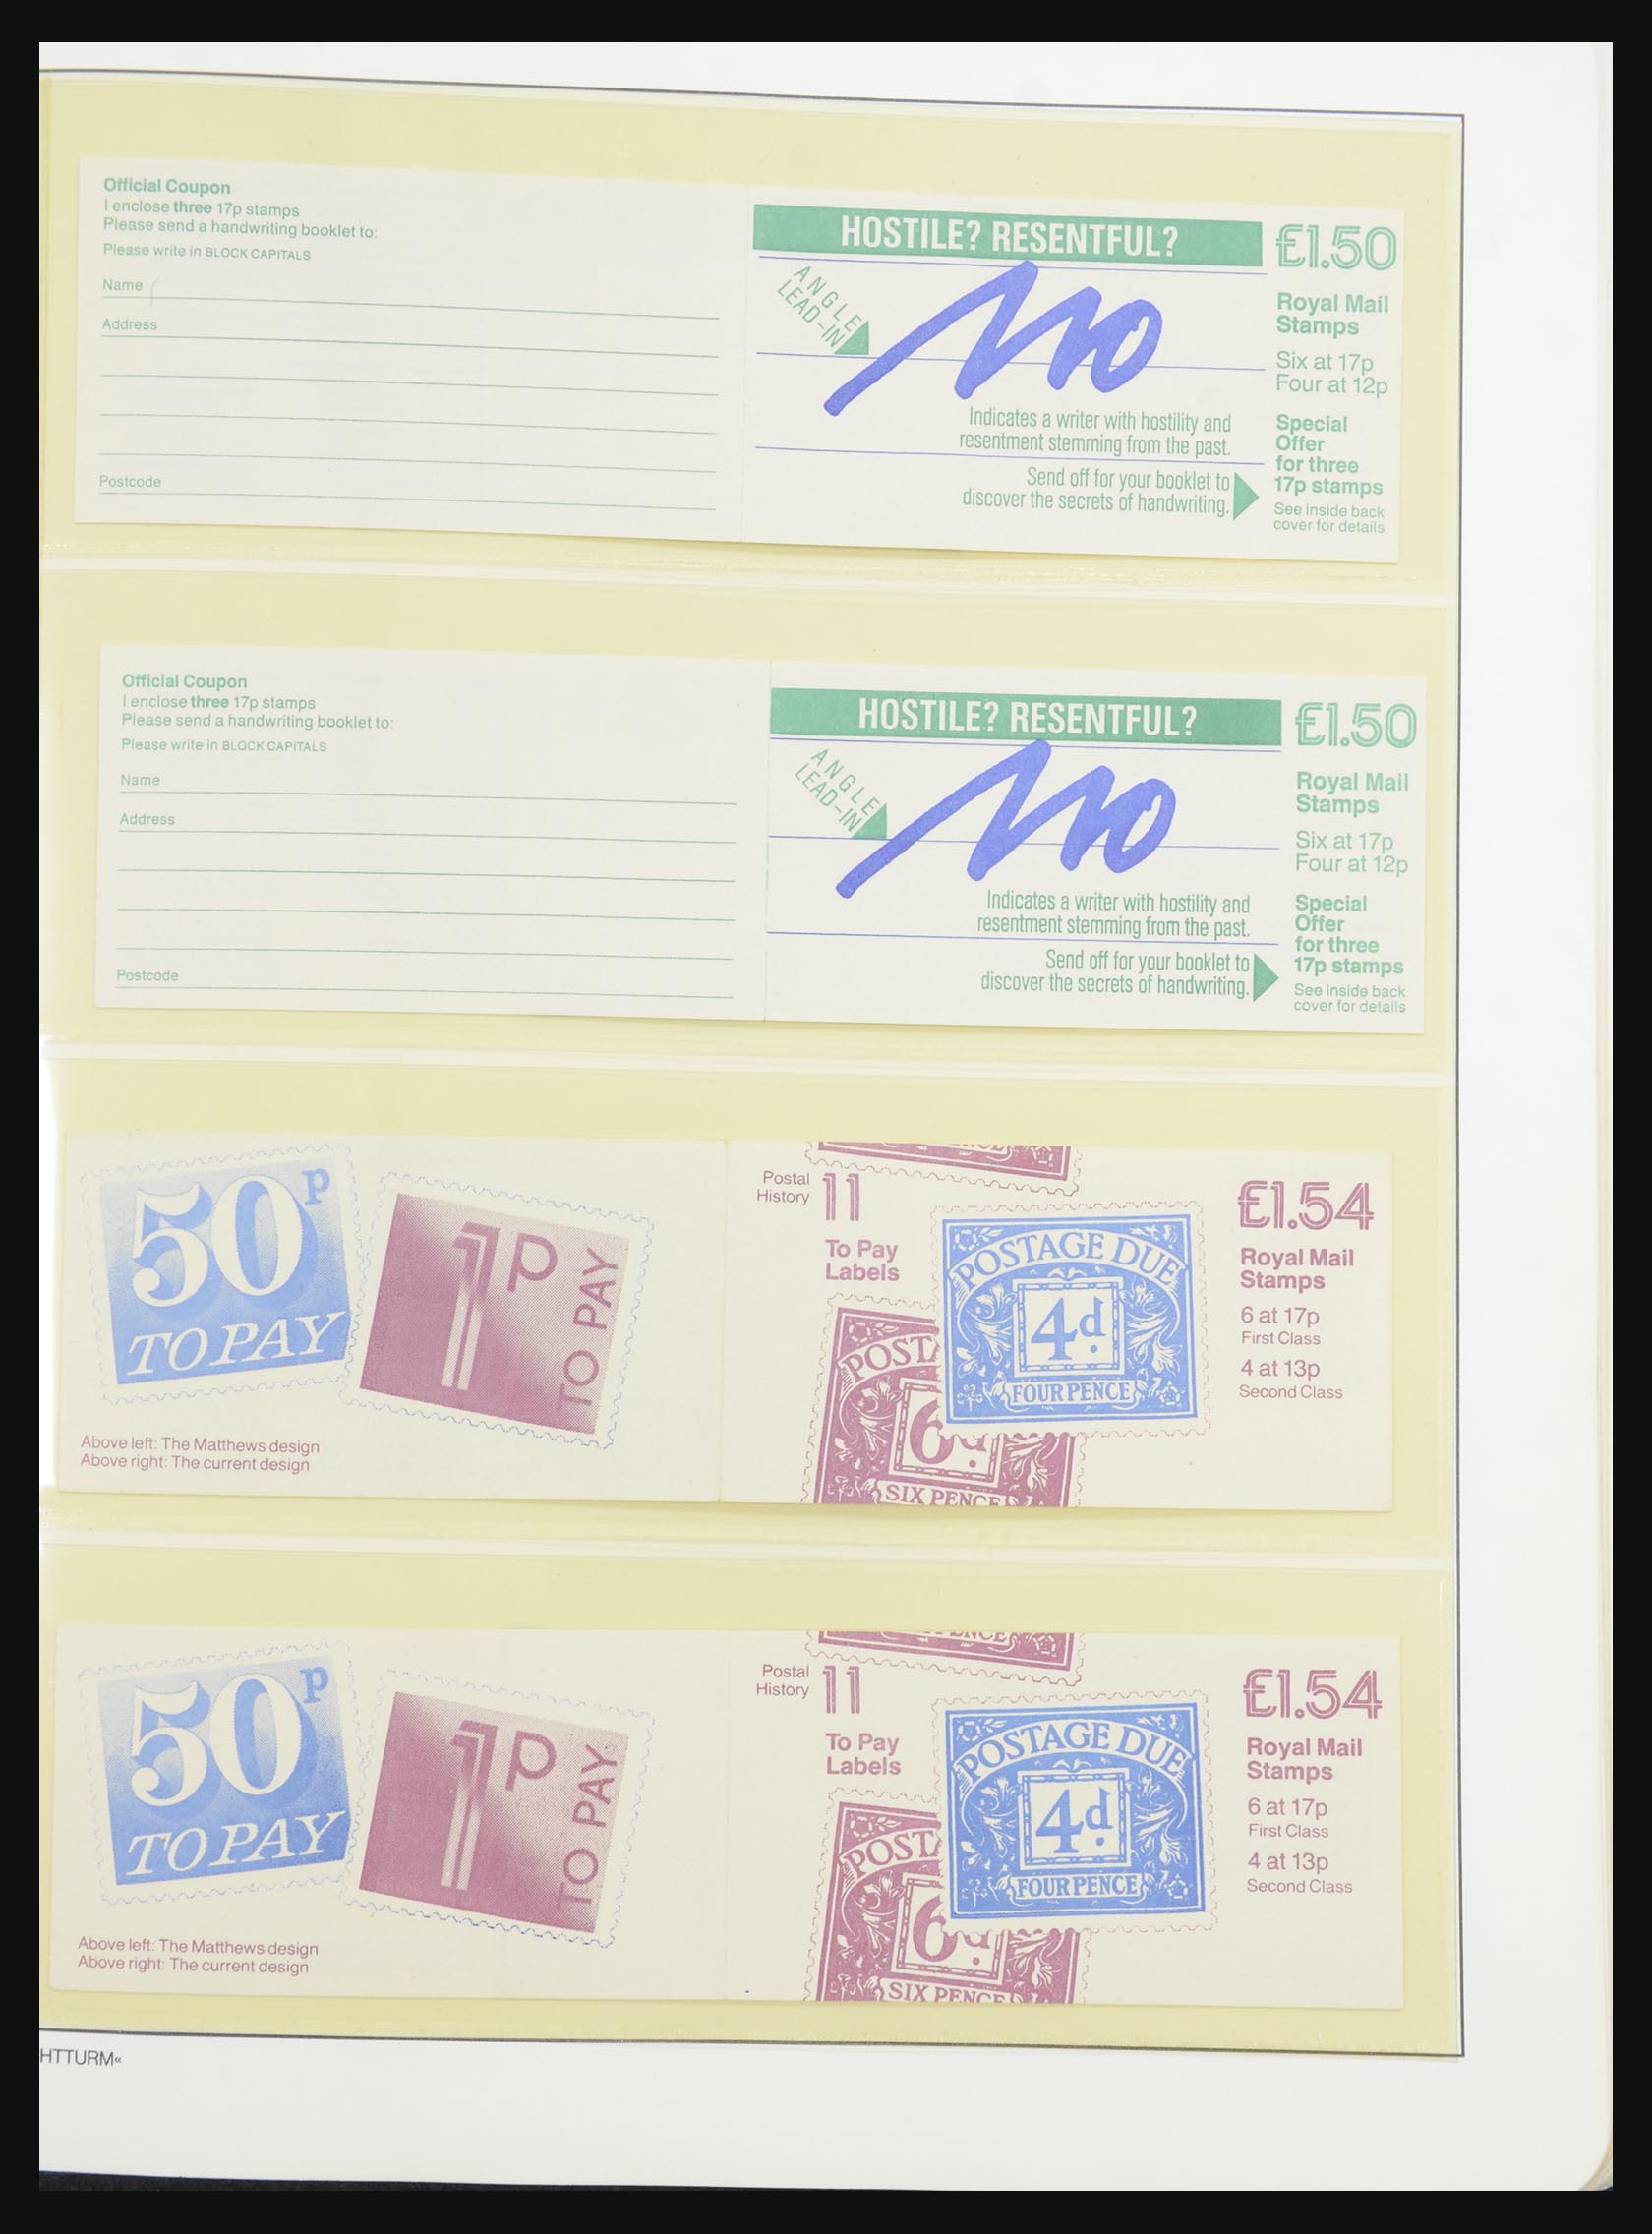 Official Coupon
I enclose three 17p stamps
Please send a handwriting booklet to:
Please write in BLOCK CAPITALS
Name
Address
Postcode
HOSTILE? RESENTFUL?
ANGLE
LEAD-IN
no
Indicates a writer with hostility and
resentment stemming from the past.
Send off for your booklet to
discover the secrets of handwriting.
£1.50
Royal Mail
Stamps
Six at 17p
Four at 12p
Special
Offer
for three
17p stamps
See inside back
cover for details
Official Coupon
I enclose three 17p stamps
Please send a handwriting booklet to:
Please write in BLOCK CAPITALS
Name
Address
Postcode
HOSTILE? RESENTFUL?
ANGLE
LEAD-IN
no
Indicates a writer with hostility and
resentment stemming from the past.
Send off for your booklet to
discover the secrets of handwriting.
£1.50
Royal Mail
Stamps
Six at 17p
Four at 12p
Special
Offer
for three
17p stamps
See inside back
cover for details
50p
TO PAY
1P
TO PAY
Above left: The Matthews design
Above right: The current design
Postal
History
11
To Pay
Labels
POSTAGE DUE
4d.
FOUR PENCE
POSTA
6d.
SIX PENCE
£1.54
Royal Mail
Stamps
6 at 17p
First Class
4 at 13p
Second Class
50p
TO PAY
1P
TO PAY
Above left: The Matthews design
Above right: The current design
Postal
History
11
To Pay
Labels
POSTAGE DUE
4d.
FOUR PENCE
POSTA
6d.
SIX PENCE
£1.54
Royal Mail
Stamps
6 at 17p
First Class
4 at 13p
Second Class
HTTURM«